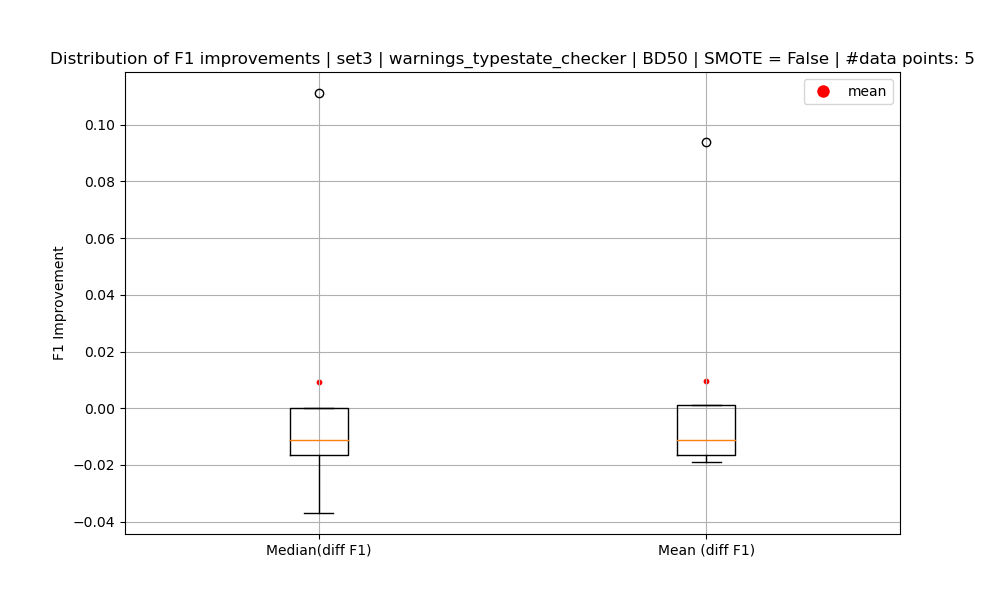 Distribution of F1 improvements | set3 | warnings_typestate_checker | BD50 | SMOTE = False | #data points: 5
mean
0.10
0.08
0.06
0.04
0.02
0.00
−0.02
−0.04
F1 Improvement
Median(diff F1)
Mean (diff F1)